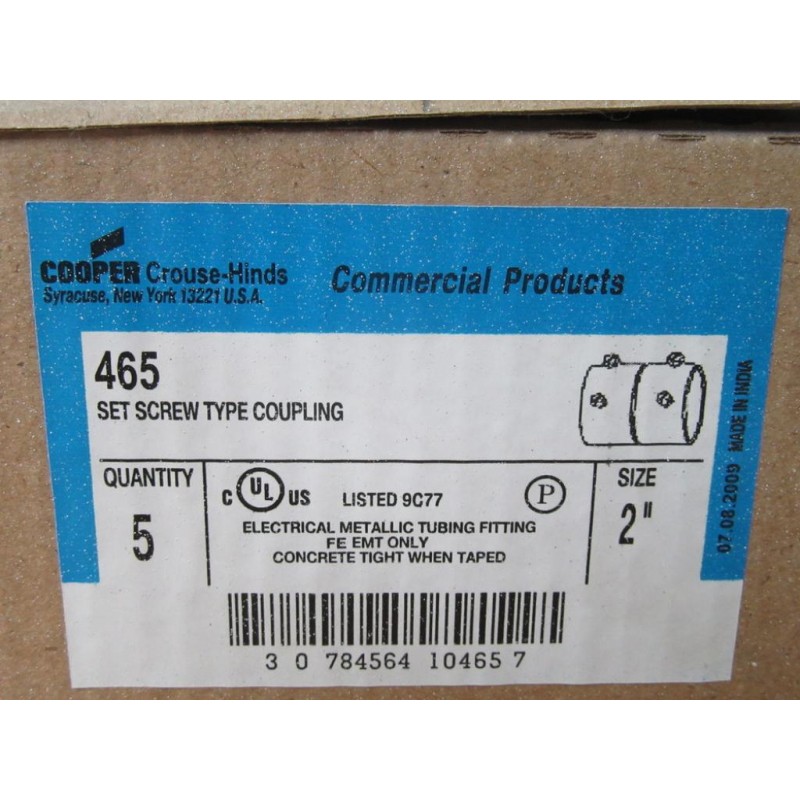 COOPER Crouse-Hinds
Syracuse, New York 13221 U.S.A.
Commercial Products
465
SET SCREW TYPE COUPLING
QUANTITY
5
C UL US LISTED 9C77 P
ELECTRICAL METALLIC TUBING FITTING
FE EMT ONLY
CONCRETE TIGHT WHEN TAPED
SIZE
2"
07.08.2009 MADE IN INDIA
3 0 784564 10465 7